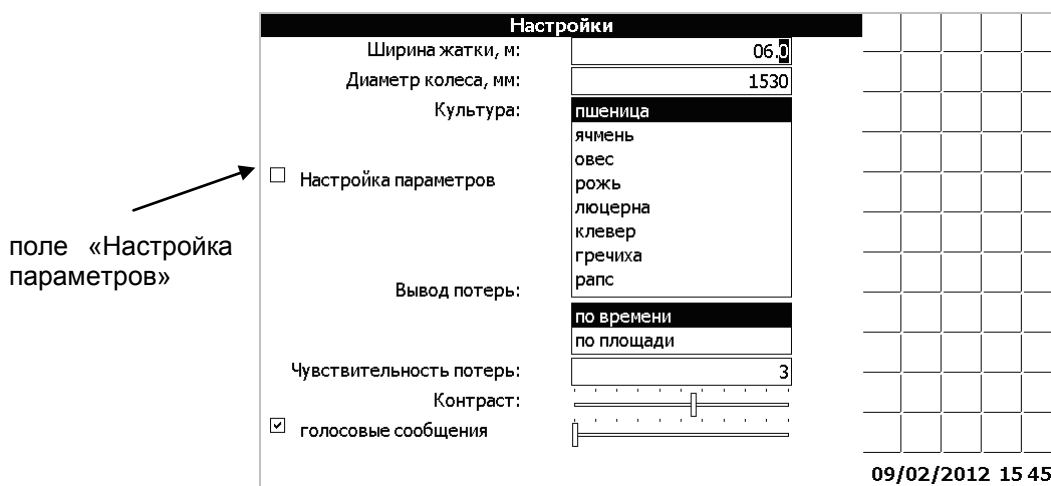 Настройки
Ширина жатки, м: 06.0
Диаметр колеса, мм: 1530
Культура: пшеница
ячмень
овес
Настройка параметров рожь
люцерна
клевер
гречиха
рапс
Вывод потерь:
по времени
по площади
Чувствительность потерь: 3
Контраст:
голосовые сообщения
09/02/2012 15 45
поле «Настройка
параметров»